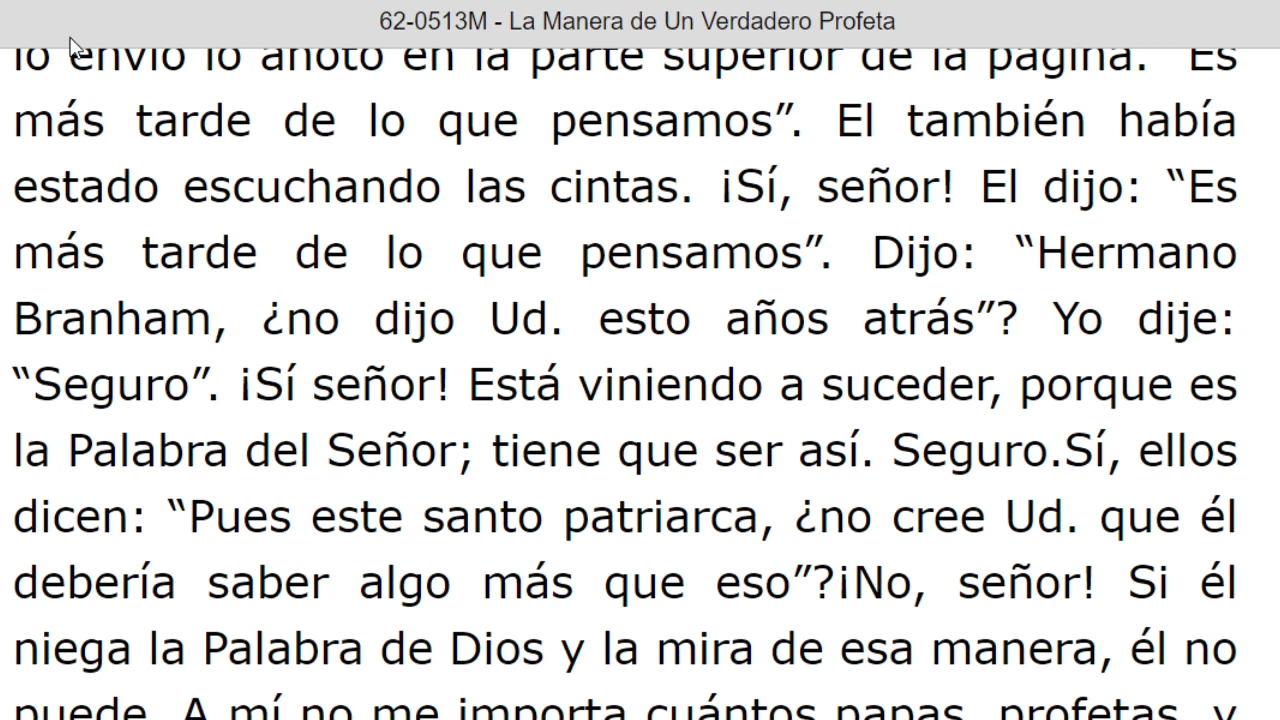 62-0513M - La Manera de Un Verdadero Profeta
lo envió lo anotó en la parte superior de la página. “Es
más tarde de lo que pensamos”. El también había
estado escuchando las cintas. ¡Sí, señor! El dijo: “Es
más tarde de lo que pensamos”. Dijo: “Hermano
Branham, ¿no dijo Ud. esto años atrás”? Yo dije:
“Seguro”. ¡Sí señor! Está viniendo a suceder, porque es
la Palabra del Señor; tiene que ser así. Seguro.Sí, ellos
dicen: “Pues este santo patriarca, ¿no cree Ud. que él
debería saber algo más que eso”?¡No, señor! Si él
niega la Palabra de Dios y la mira de esa manera, él no
puede. A mí no me importa cuántos papas, profetas, y